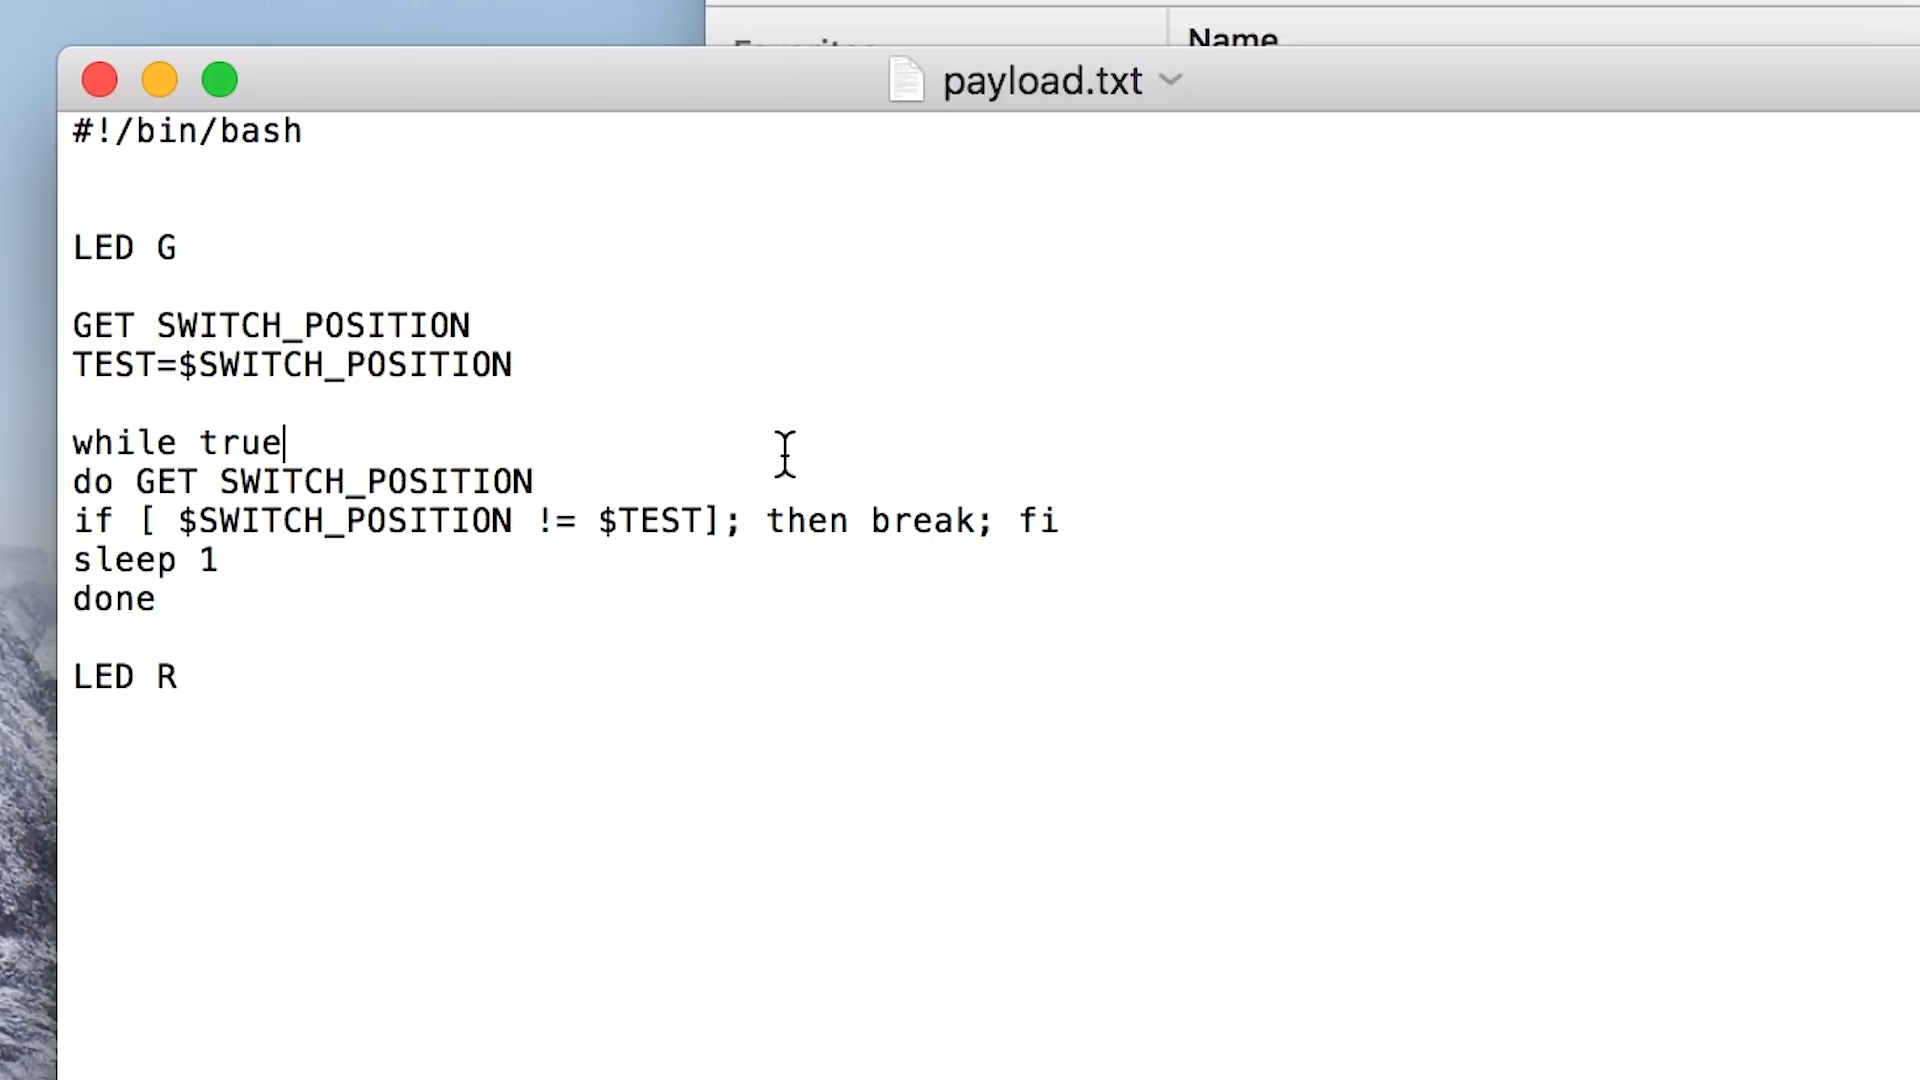 Name
payload.txt
#!/bin/bash
LED G
GET SWITCH_POSITION
TEST=$SWITCH_POSITION
while true
do GET SWITCH_POSITION
if [ $SWITCH_POSITION != $TEST]; then break; fi
sleep 1
done
LED R